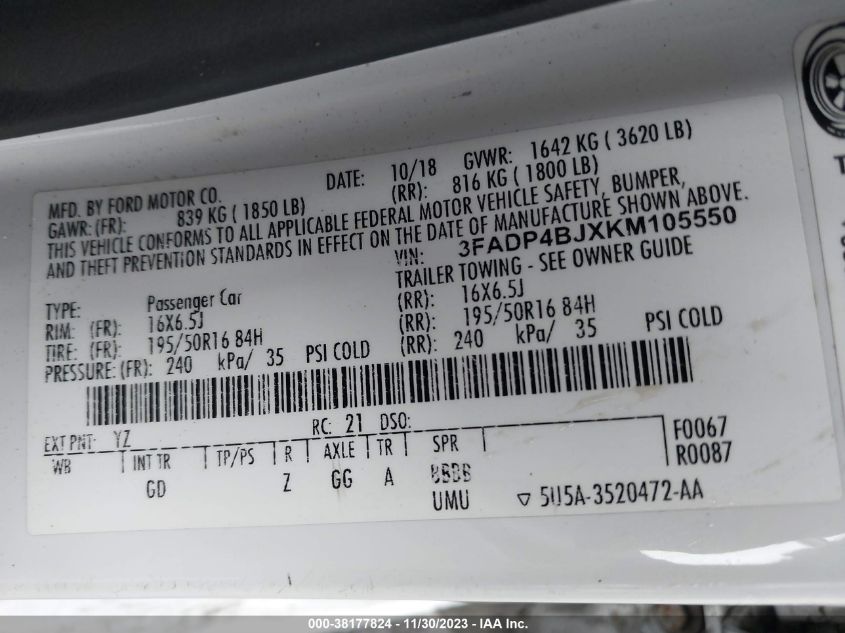 MFD. BY FORD MOTOR CO. DATE: 10/18 GVWR: 1642 KG ( 3620 LB)
GAWR: (FR): 839 KG ( 1850 LB) (RR): 816 KG ( 1800 LB)
THIS VEHICLE CONFORMS TO ALL APPLICABLE FEDERAL MOTOR VEHICLE SAFETY, BUMPER,
AND THEFT PREVENTION STANDARDS IN EFFECT ON THE DATE OF MANUFACTURE SHOWN ABOVE.
VIN: 3FADP4BJXKM105550
TRAILER TOWING - SEE OWNER GUIDE
TYPE: Passenger Car
RIM: (FR): 16X6.5J (RR): 16X6.5J
TIRE: (FR): 195/50R16 84H (RR): 195/50R16 84H
PRESSURE: (FR): 240 kPa/ 35 PSI COLD (RR): 240 kPa/ 35 PSI COLD
EXT PNT: YZ RC: 21 DSO: F0067
WB INT TR TP/PS R AXLE TR SPR R0087
GD Z GG A BBBB
UMU 5U5A-3520472-AA
000-38177824 - 11/30/2023 - IAA Inc.